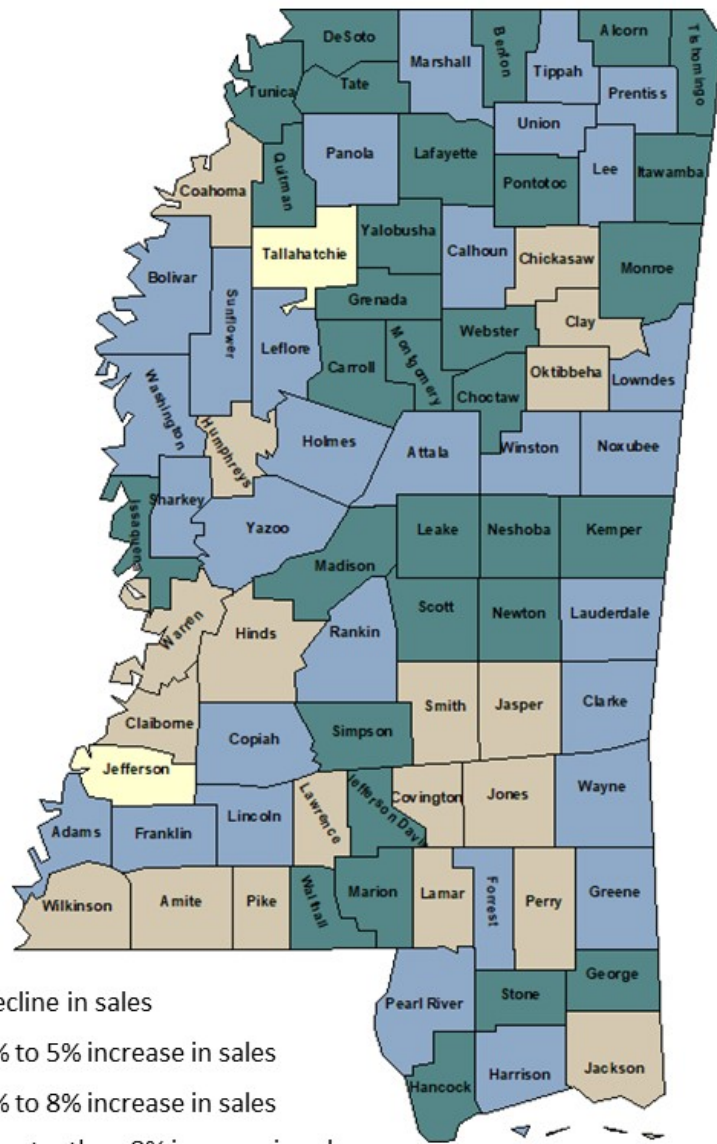 DeSoto
Benton
Alcorn
Tishomingo
Marshall
Tippah
Tunica
Tate
Prentiss
Union
Panola
Lafayette
Lee
Quitman
Pontotoc
Itawamba
Coahoma
Yalobusha
Tallahatchie
Calhoun
Chickasaw
Monroe
Bolivar
Sunflower
Grenada
Clay
Leflore
Webster
Montgomery
Carroll
Oktibbeha
Lowndes
Choctaw
Washington
Humphreys
Holmes
Attala
Winston
Noxubee
Sharkey
Issaquena
Yazoo
Leake
Neshoba
Kemper
Madison
Scott
Newton
Lauderdale
Warren
Hinds
Rankin
Smith
Jasper
Clarke
Claiborne
Copiah
Simpson
Jefferson
Lawrence
Jefferson Davis
Covington
Jones
Wayne
Adams
Franklin
Lincoln
Wilkinson
Amite
Pike
Walthall
Marion
Lamar
Forrest
Perry
Greene
George
Pearl River
Stone
Hancock
Harrison
Jackson
ecline in sales
% to 5% increase in sales
% to 8% increase in sales